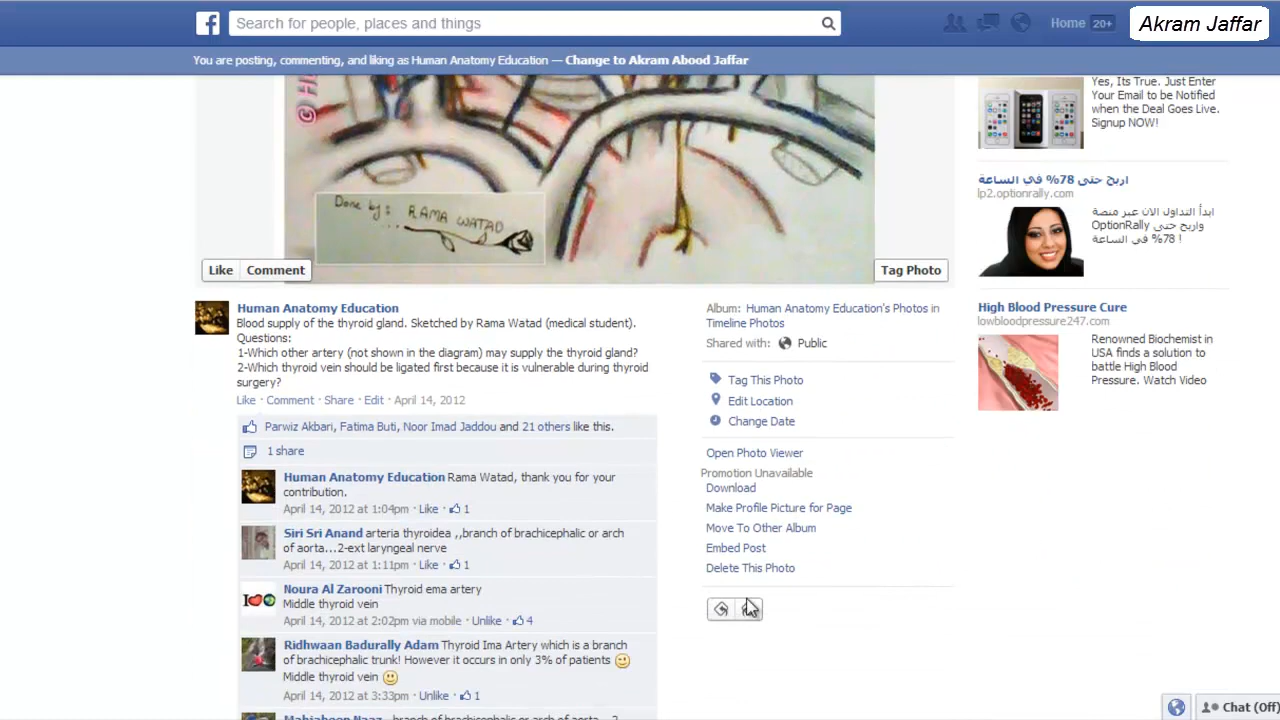 Search for people, places and things
Home 20+
Akram Jaffar
You are posting, commenting, and liking as Human Anatomy Education — Change to Akram Abood Jaffar
Done by: RAMA WATAD
Like Comment
Tag Photo
Human Anatomy Education
Blood supply of the thyroid gland. Sketched by Rama Watad (medical student).
Questions:
1-Which other artery (not shown in the diagram) may supply the thyroid gland?
2-Which thyroid vein should be ligated first because it is vulnerable during thyroid
surgery?
Like · Comment · Share · Edit · April 14, 2012
Parwiz Akbari, Fatima Buti, Noor Imad Jaddou and 21 others like this.
1 share
Human Anatomy Education Rama Watad, thank you for your
contribution.
April 14, 2012 at 1:04pm · Like · 1
Siri Sri Anand arteria thyroidea ,,branch of brachicephalic or arch
of aorta...2-ext laryngeal nerve
April 14, 2012 at 1:11pm · Like · 1
I
Noura Al Zarooni Thyroid ema artery
Middle thyroid vein
April 14, 2012 at 2:02pm via mobile · Unlike · 4
Ridhwaan Badurally Adam Thyroid Ima Artery which is a branch
of brachicephalic trunk! However it occurs in only 3% of patients
Middle thyroid vein
April 14, 2012 at 3:33pm · Unlike · 1
Mahjabeen Naaz , branch of brachicephalic or arch of aorta...2
Album: Human Anatomy Education's Photos in
Timeline Photos
Shared with: Public
Tag This Photo
Edit Location
Change Date
Open Photo Viewer
Promotion Unavailable
Download
Make Profile Picture for Page
Move To Other Album
Embed Post
Delete This Photo
Yes, Its True. Just Enter
Your Email to be Notified
when the Deal Goes Live.
Signup NOW!
اربح حتى 78% في الساعة
lp2.optionrally.com
ابدأ التداول الان عبر منصة
OptionRally واربح حتى
78% في الساعة !
High Blood Pressure Cure
lowbloodpressure247.com
Renowned Biochemist in
USA finds a solution to
battle High Blood
Pressure. Watch Video
Chat (Off)